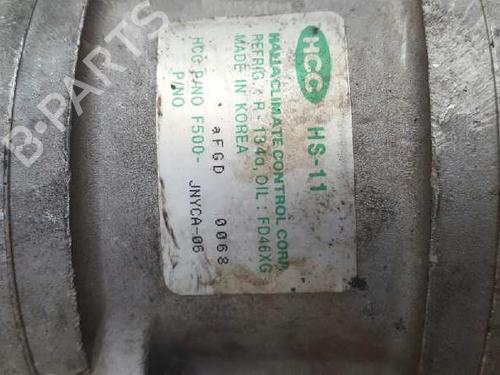 HCC HS-11
HALLA CLIMATE CONTROL CORP.
REFRIG.: R-134a, OIL: FD46XG
MADE IN KOREA
aFGD 0068
HCC P/NO F500- JNYCA-06
P/NO
B-PARTS